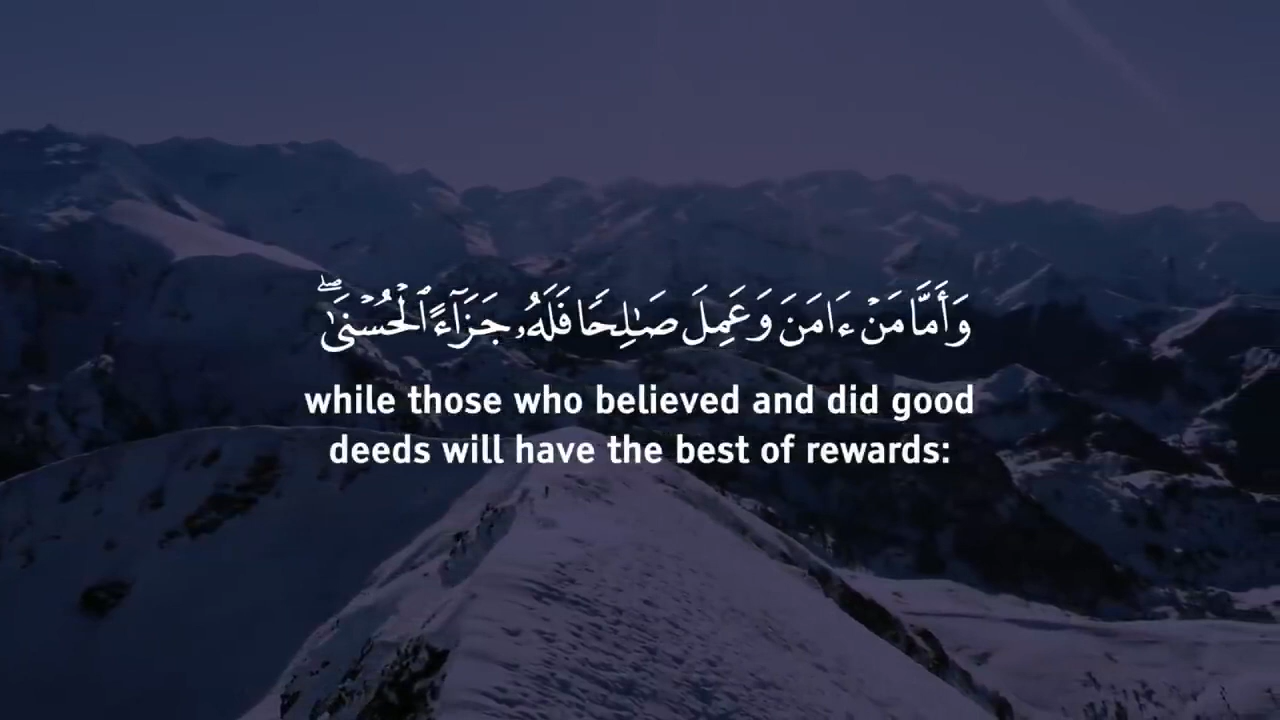 وَأَمَّا مَنۡ ءَامَنَ وَعَمِلَ صَـٰلِحًا فَلَهُۥ جَزَآءً ٱلۡحُسۡنَىٰۖ
while those who believed and did good
deeds will have the best of rewards: